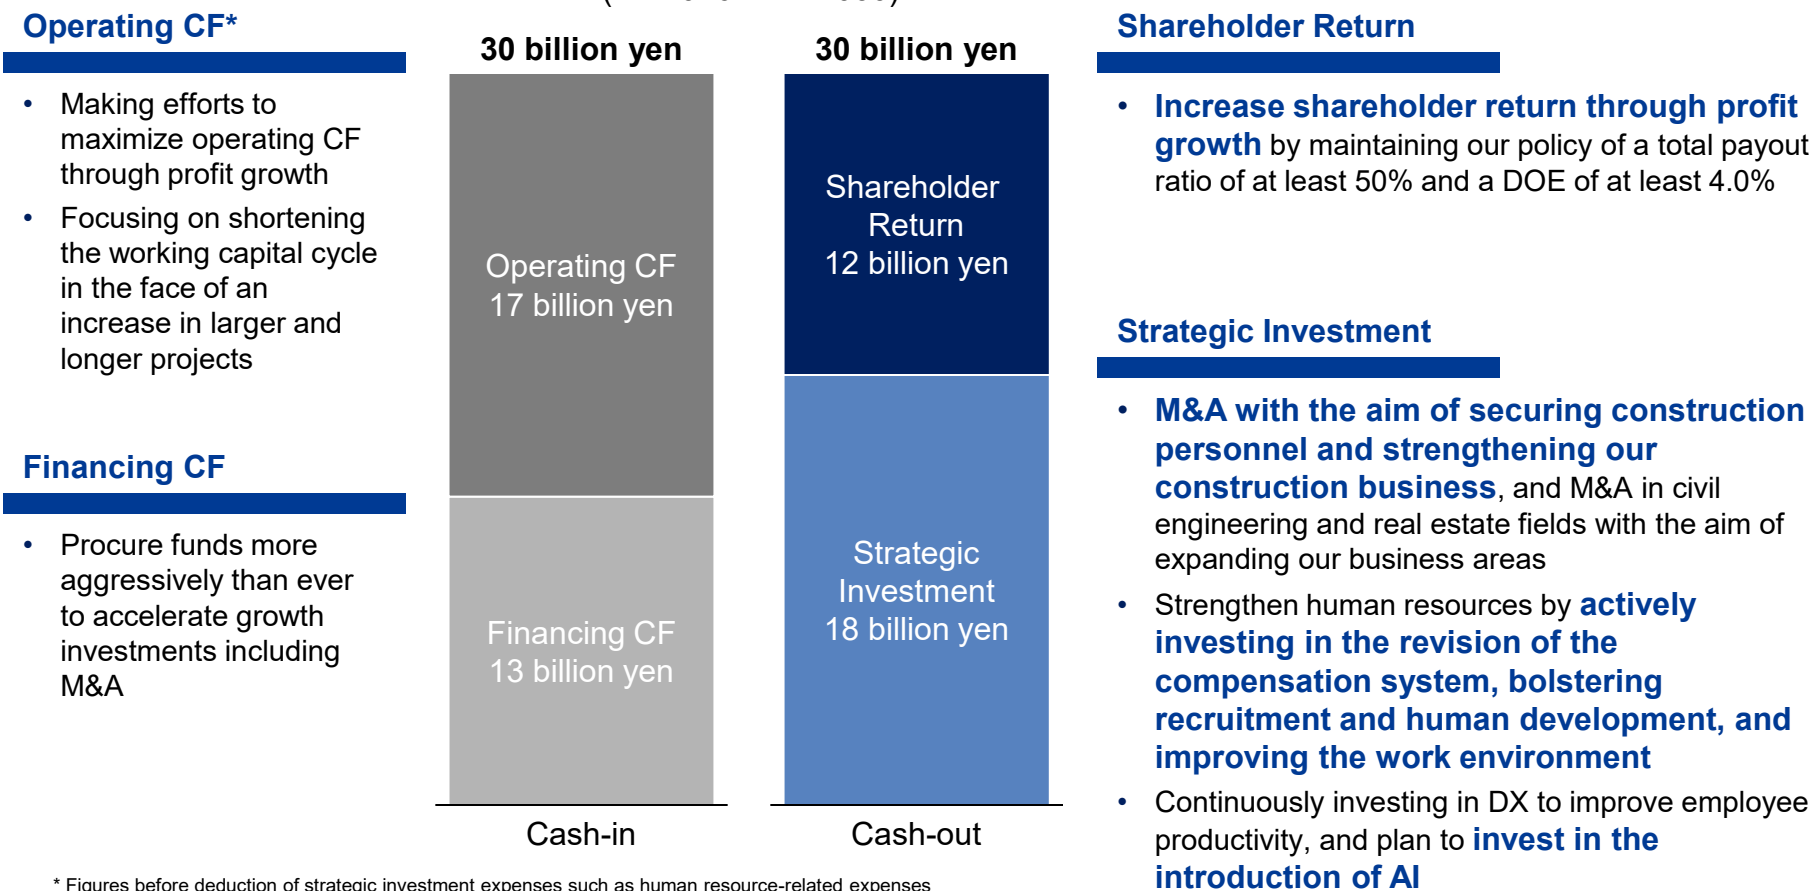 Operating CF*
• Making efforts to
maximize operating CF
through profit growth
• Focusing on shortening
the working capital cycle
in the face of an
increase in larger and
longer projects
Financing CF
• Procure funds more
aggressively than ever
to accelerate growth
investments including
M&A
30 billion yen
Operating CF
17 billion yen
Financing CF
13 billion yen
Cash-in
30 billion yen
Shareholder
Return
12 billion yen
Strategic
Investment
18 billion yen
Cash-out
Shareholder Return
• Increase shareholder return through profit
growth by maintaining our policy of a total payout
ratio of at least 50% and a DOE of at least 4.0%
Strategic Investment
• M&A with the aim of securing construction
personnel and strengthening our
construction business, and M&A in civil
engineering and real estate fields with the aim of
expanding our business areas
• Strengthen human resources by actively
investing in the revision of the
compensation system, bolstering
recruitment and human development, and
improving the work environment
• Continuously investing in DX to improve employee
productivity, and plan to invest in the
introduction of AI
* Figures before deduction of strategic investment expenses such as human resource-related expenses